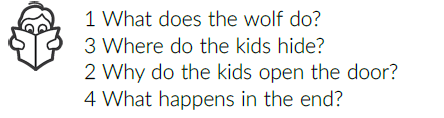 1 What does the wolf do?
3 Where do the kids hide?
2 Why do the kids open the door?
4 What happens in the end?